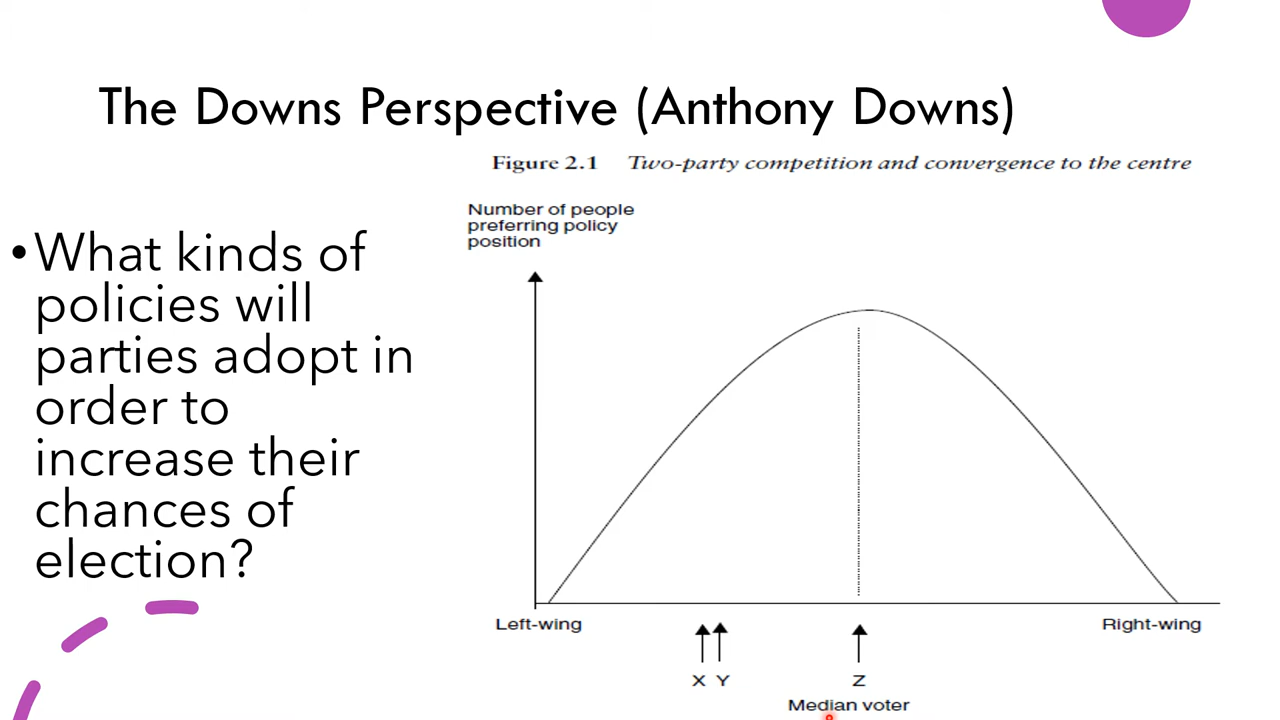 The Downs Perspective (Anthony Downs)
Figure 2.1 Two-party competition and convergence to the centre
•What kinds of
policies will
parties adopt in
order to
increase their
chances of
election?
Number of people
preferring policy
position
Left-wing
Right-wing
X Y
Z
Median voter